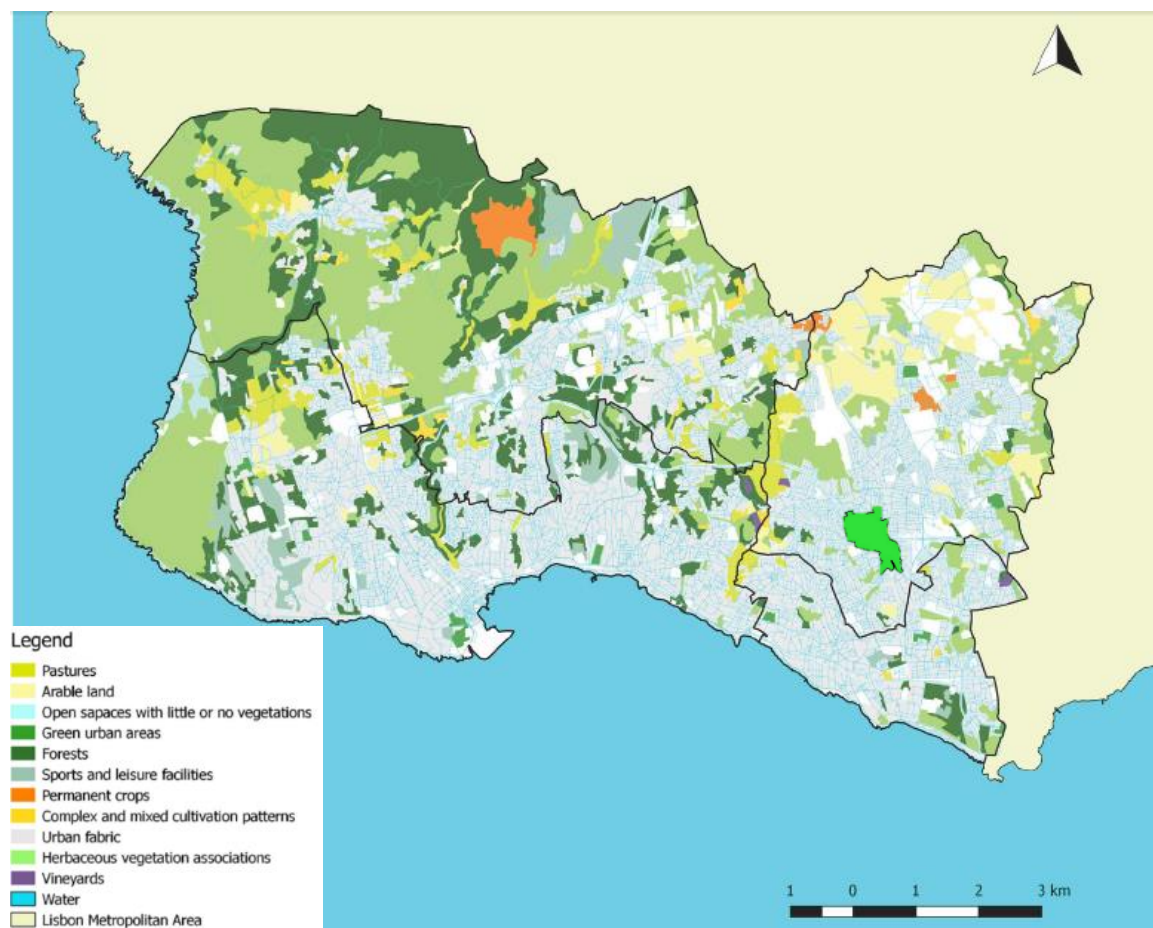 Legend
Pastures
Arable land
Open sapaces with little or no vegetations
Green urban areas
Forests
Sports and leisure facilities
Permanent crops
Complex and mixed cultivation patterns
Urban fabric
Herbaceous vegetation associations
Vineyards
Water
Lisbon Metropolitan Area
1 0 1 2 3 km